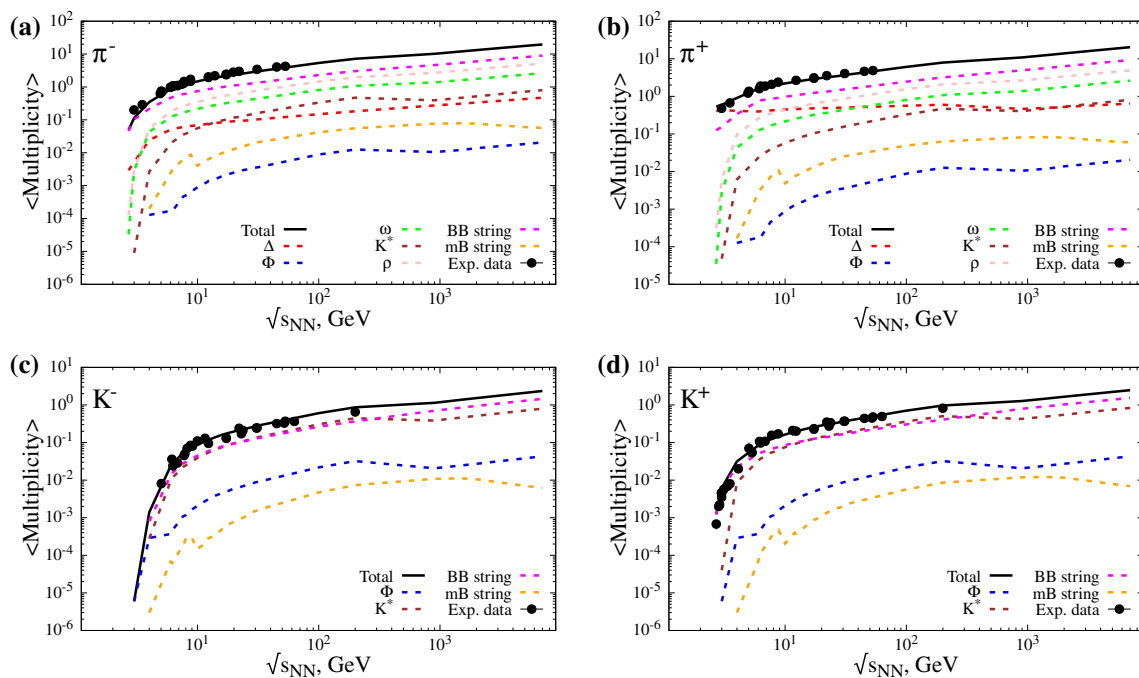 (a)
π⁻
<Multiplicity>
10²
10¹
10⁰
10⁻¹
10⁻²
10⁻³
10⁻⁴
10⁻⁵
10⁻⁶
Total
Δ
Φ
ω
K*
ρ
BB string
mB string
Exp. data
10¹
10²
10³
√sNN, GeV
(b)
π⁺
<Multiplicity>
10²
10¹
10⁰
10⁻¹
10⁻²
10⁻³
10⁻⁴
10⁻⁵
10⁻⁶
Total
Δ
Φ
ω
K*
ρ
BB string
mB string
Exp. data
10¹
10²
10³
√sNN, GeV
(c)
K⁻
<Multiplicity>
10¹
10⁰
10⁻¹
10⁻²
10⁻³
10⁻⁴
10⁻⁵
10⁻⁶
Total
Φ
K*
BB string
mB string
Exp. data
10¹
10²
10³
√sNN, GeV
(d)
K⁺
<Multiplicity>
10¹
10⁰
10⁻¹
10⁻²
10⁻³
10⁻⁴
10⁻⁵
10⁻⁶
Total
Φ
K*
BB string
mB string
Exp. data
10¹
10²
10³
√sNN, GeV